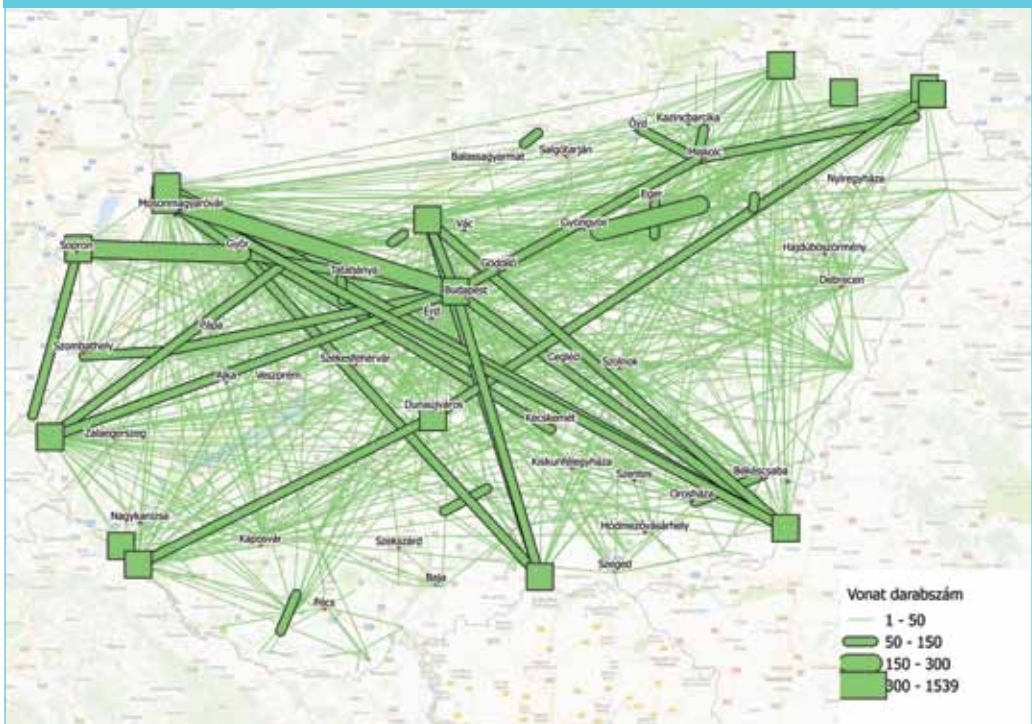 Ózd
Kazincbarcika
Balassagyarmat
Salgótarján
Miskolc
Nyíregyháza
Mosonmagyaróvár
Eger
Gyöngyös
Vác
Sopron
Győr
Hajdúböszörmény
Gödöllő
Tatabánya
Debrecen
Budapest
Érd
Pápa
Szombathely
Székesfehérvár
Cegléd
Szolnok
Ajka
Veszprém
Dunaújváros
Kecskemét
Zalaegerszeg
Kiskunfélegyháza
Szentes
Békéscsaba
Orosháza
Nagykanizsa
Hódmezővásárhely
Kaposvár
Szekszárd
Szeged
Baja
Pécs
Vonat darabszám
1 - 50
50 - 150
150 - 300
300 - 1539